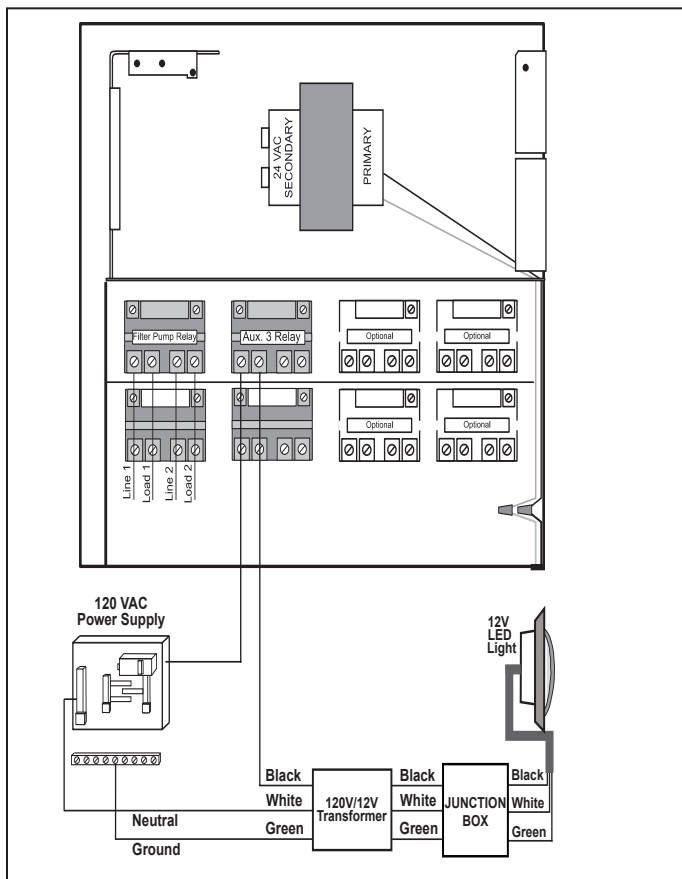 24 VAC
SECONDARY
PRIMARY
Filter Pump Relay
Aux. 3 Relay
Optional
Optional
Optional
Optional
Line 1
Load 1
Line 2
Load 2
120 VAC
Power Supply
12V
LED
Light
Black
White
Green
Neutral
Ground
120V/12V
Transformer
Black
White
Green
JUNCTION
BOX
Black
White
Green